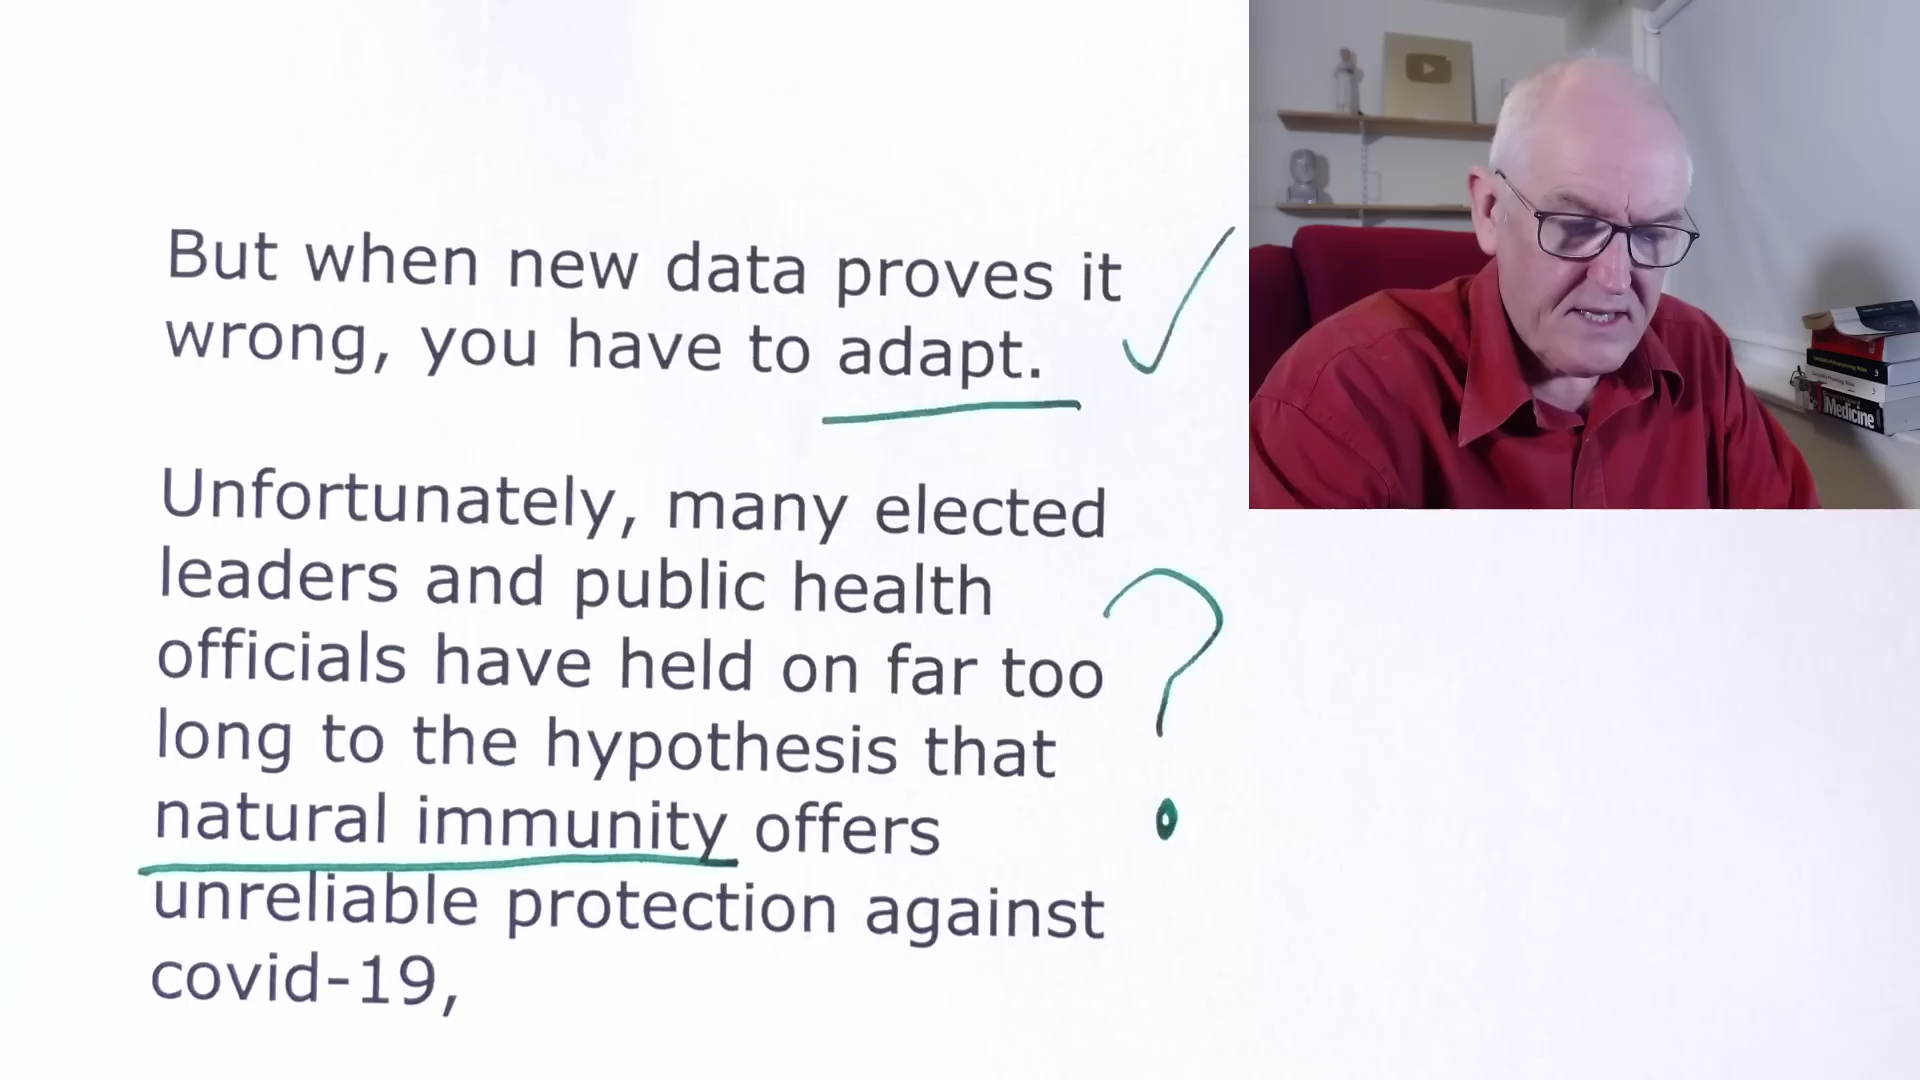 But when new data proves it
wrong, you have to adapt.
Unfortunately, many elected
leaders and public health
officials have held on far too
long to the hypothesis that
natural immunity offers
unreliable protection against
covid-19,
?
Medicine